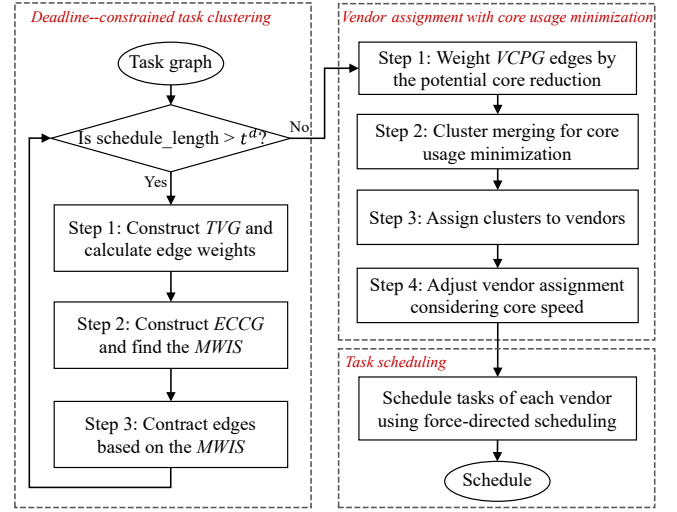 Deadline--constrained task clustering
Task graph
Is schedule_length > t^d?
No
Yes
Step 1: Construct TVG and
calculate edge weights
Step 2: Construct ECCG
and find the MWIS
Step 3: Contract edges
based on the MWIS
Vendor assignment with core usage minimization
Step 1: Weight VCPG edges by
the potential core reduction
Step 2: Cluster merging for core
usage minimization
Step 3: Assign clusters to vendors
Step 4: Adjust vendor assignment
considering core speed
Task scheduling
Schedule tasks of each vendor
using force-directed scheduling
Schedule